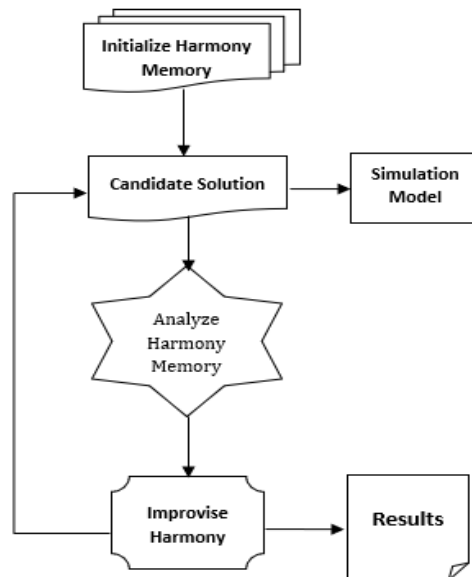 Initialize Harmony
Memory
Candidate Solution
Simulation
Model
Analyze
Harmony
Memory
Improvise
Harmony
Results